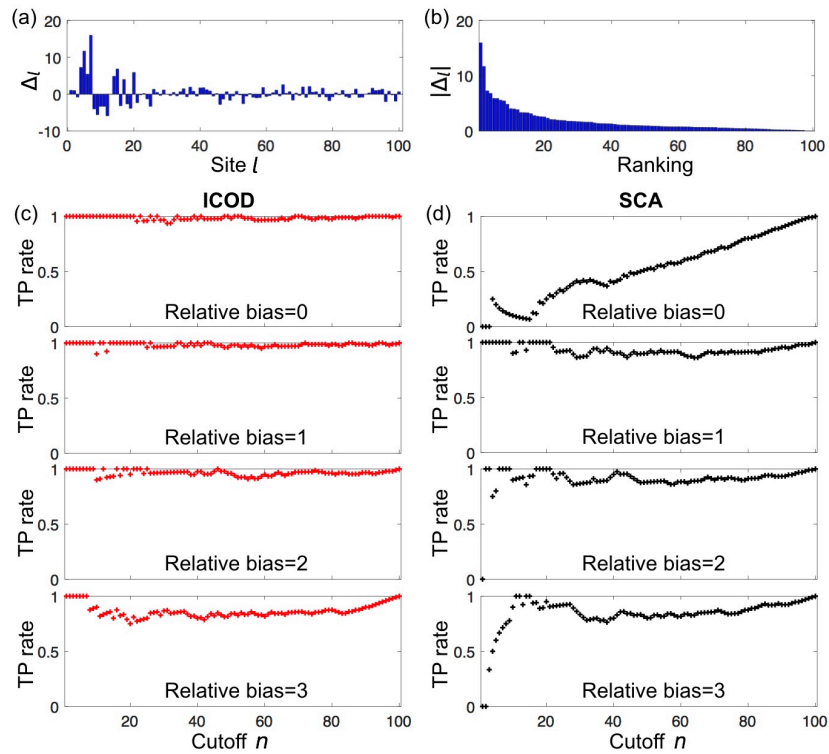 (a)
20
10
0
-10
Δl
0
20
40
60
80
100
Site l
(b)
20
10
0
|Δl|
20
40
60
80
100
Ranking
(c)
ICOD
1
0.5
0
TP rate
Relative bias=0
1
0.5
0
TP rate
Relative bias=1
1
0.5
0
TP rate
Relative bias=2
1
0.5
0
TP rate
Relative bias=3
20
40
60
80
100
Cutoff n
(d)
SCA
1
0.5
0
TP rate
Relative bias=0
1
0.5
0
TP rate
Relative bias=1
1
0.5
0
TP rate
Relative bias=2
1
0.5
0
TP rate
Relative bias=3
20
40
60
80
100
Cutoff n